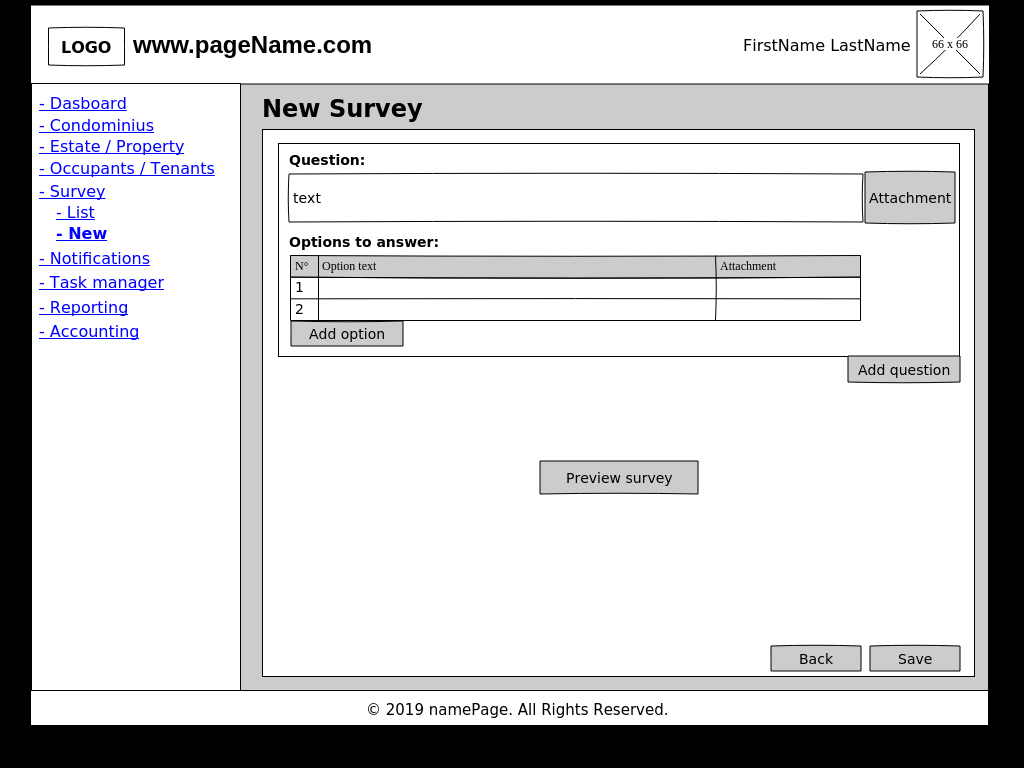 LOGO www.pageName.com FirstName LastName 66 x 66
- Dasboard
- Condominius
- Estate / Property
- Occupants / Tenants
- Survey
- List
- New
- Notifications
- Task manager
- Reporting
- Accounting
New Survey
Question:
text Attachment
Options to answer:
N° Option text Attachment
1
2
Add option
Add question
Preview survey
Back Save
© 2019 namePage. All Rights Reserved.